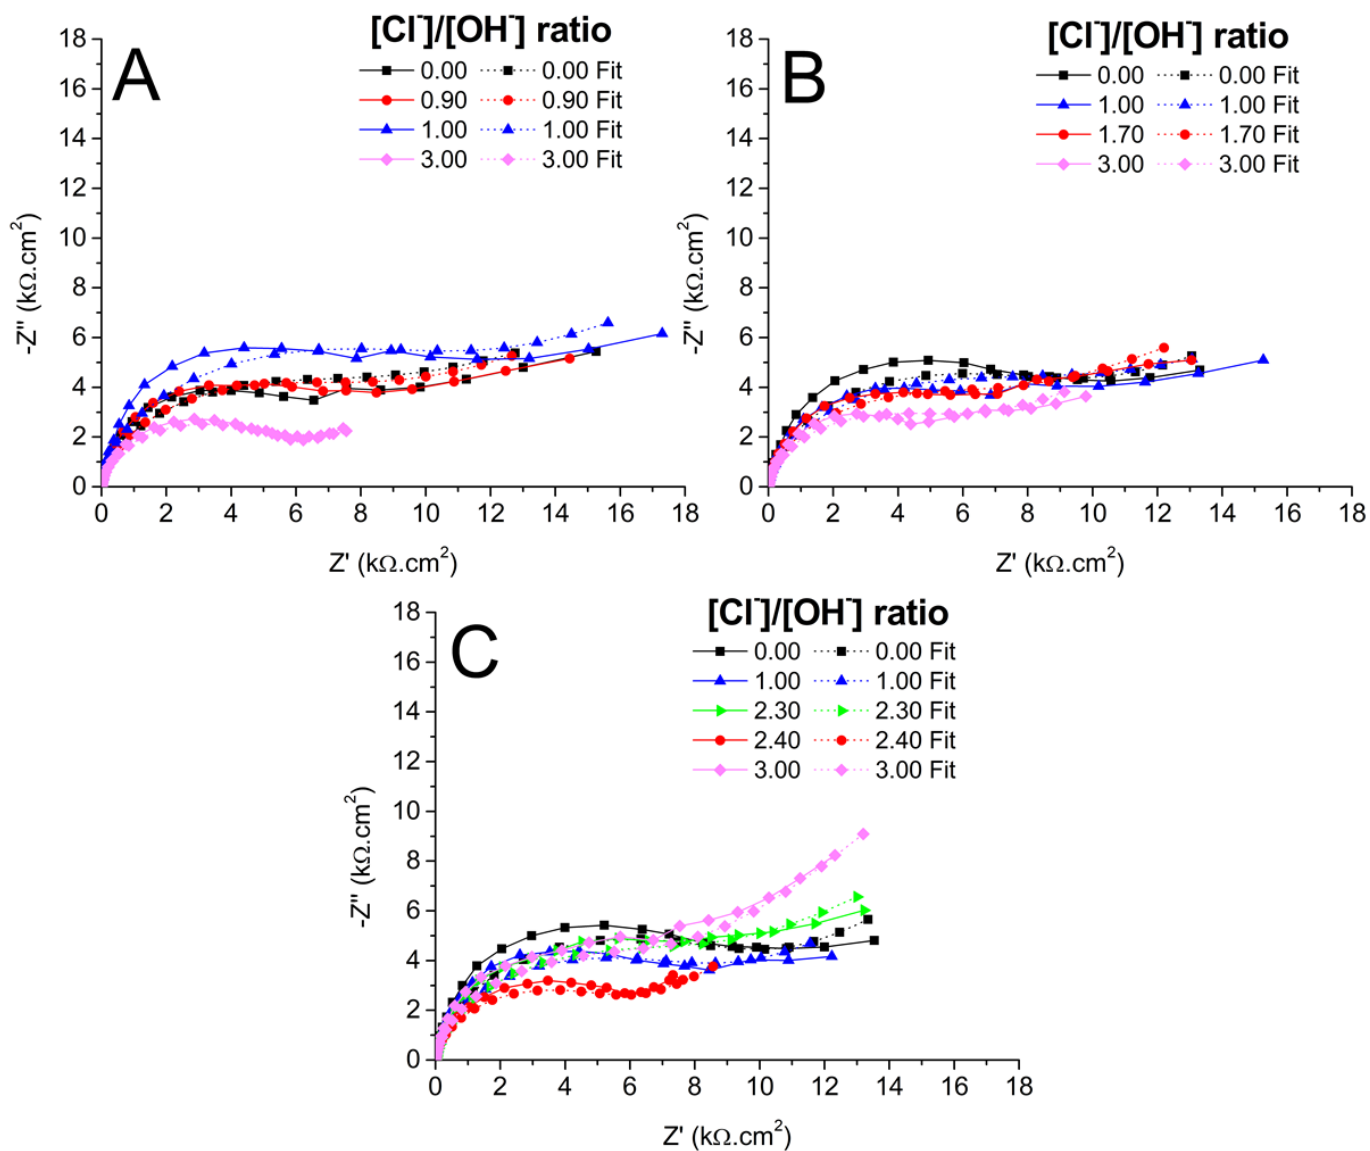 A
[Cl⁻]/[OH⁻] ratio
0.00 0.00 Fit
0.90 0.90 Fit
1.00 1.00 Fit
3.00 3.00 Fit
18
16
14
12
10
8
6
4
2
0
-Z'' (kΩ.cm²)
0 2 4 6 8 10 12 14 16 18
Z' (kΩ.cm²)
B
[Cl⁻]/[OH⁻] ratio
0.00 0.00 Fit
1.00 1.00 Fit
1.70 1.70 Fit
3.00 3.00 Fit
18
16
14
12
10
8
6
4
2
0
-Z'' (kΩ.cm²)
0 2 4 6 8 10 12 14 16 18
Z' (kΩ.cm²)
C
[Cl⁻]/[OH⁻] ratio
0.00 0.00 Fit
1.00 1.00 Fit
2.30 2.30 Fit
2.40 2.40 Fit
3.00 3.00 Fit
18
16
14
12
10
8
6
4
2
0
-Z'' (kΩ.cm²)
0 2 4 6 8 10 12 14 16 18
Z' (kΩ.cm²)